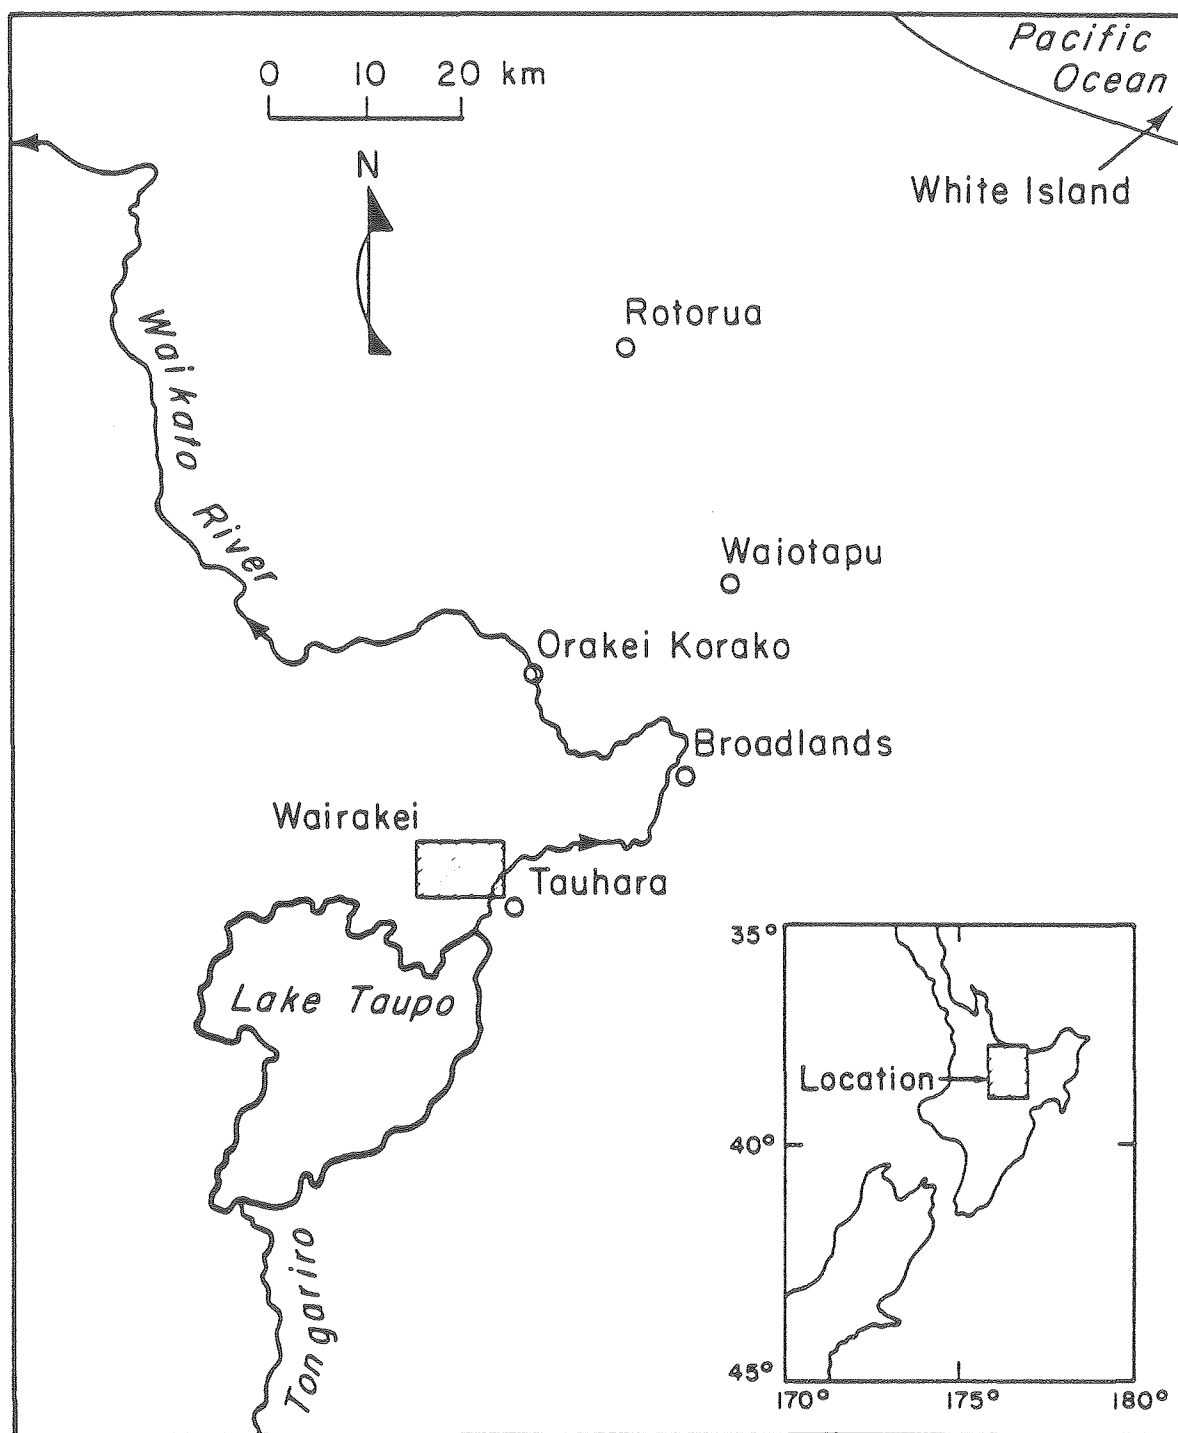 Pacific
Ocean
0 10 20 km
N
White Island
Rotorua
Waikato
River
Waiotapu
Orakei Korako
Broadlands
Wairakei
Tauhara
Lake Taupo
Tongariro
35°
Location
40°
45°
170° 175° 180°